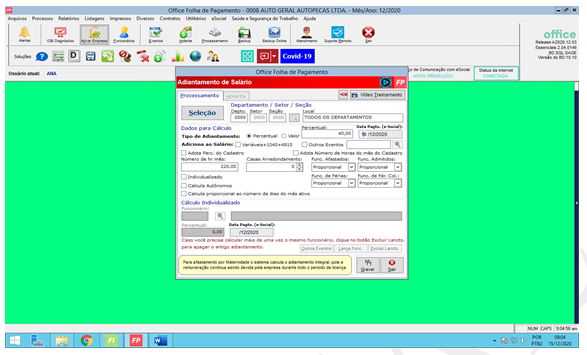 Office Folha de Pagamento - 0008 AUTO GERAL AUTOPECAS LTDA. - Mês/Ano: 12/2020
Arquivos Processos Relatórios Listagens Impressos Diversos Contratos Utilitários eSocial Saúde e Segurança do Trabalho Ajuda
Alertas IOB Diagnóstico Ativar Empresa Funcionários Eventos Rotinas Processamento Backup Backup Online Atendimento Suporte Remoto Sair
office
Release A2020.12.03
Essenciais 2.04.0146
BD SQL SAGE
Versão do BD:10.10
Soluções Covid-19
Usuário atual: ANA
de Comunicação com eSocial
ATIVO (PRODUÇÃO)
Status da internet
CONECTADA
Office Folha de Pagamento
Adiantamento de Salário FP
Processamento
Vídeo Treinamento
Seleção
Departamento / Setor / Seção
Depto. Setor Seção Local
0000 0000 0000 TODOS OS DEPARTAMENTOS
Dados para Cálculo
Percentual: Data Pagto. (e-Social):
Tipo de Adiantamento: Percentual Valor 40,00 /12/2020
Adiciona ao Salário: Variáveis+1040+4910 Outros Eventos
Adota Perc. do Cadastro Adota Número de Horas do mês do Cadastro
Número de hr mês: Casas Arredondamento: Func. Afastados: Func. Admitidos:
220,00 0 Proporcional Proporcional
Individualizado Func. de Férias: Func. de Fér. Col.:
Calcula Autônomos Proporcional Proporcional
Calcula proporcional ao número de dias do mês ativo
Cálculo Individualizado
Funcionário:
Percentual: Data Pagto. (e-Social):
0,00 /12/2020
Caso você precise calcular mais de uma vez o mesmo funcionário, clique no botão Excluir Lancto.
para apagar o antigo adiantamento.
Outros Eventos Lança Func. Excluir Lancto.
Para afastamento por Maternidade o sistema calcula o adiantamento integral, pois a
remuneração continua sendo devida pela empresa durante todo o período de licença.
Gravar Sair
NUM CAPS 9:04:58 am
POR
PTB2
09:04
15/12/2020